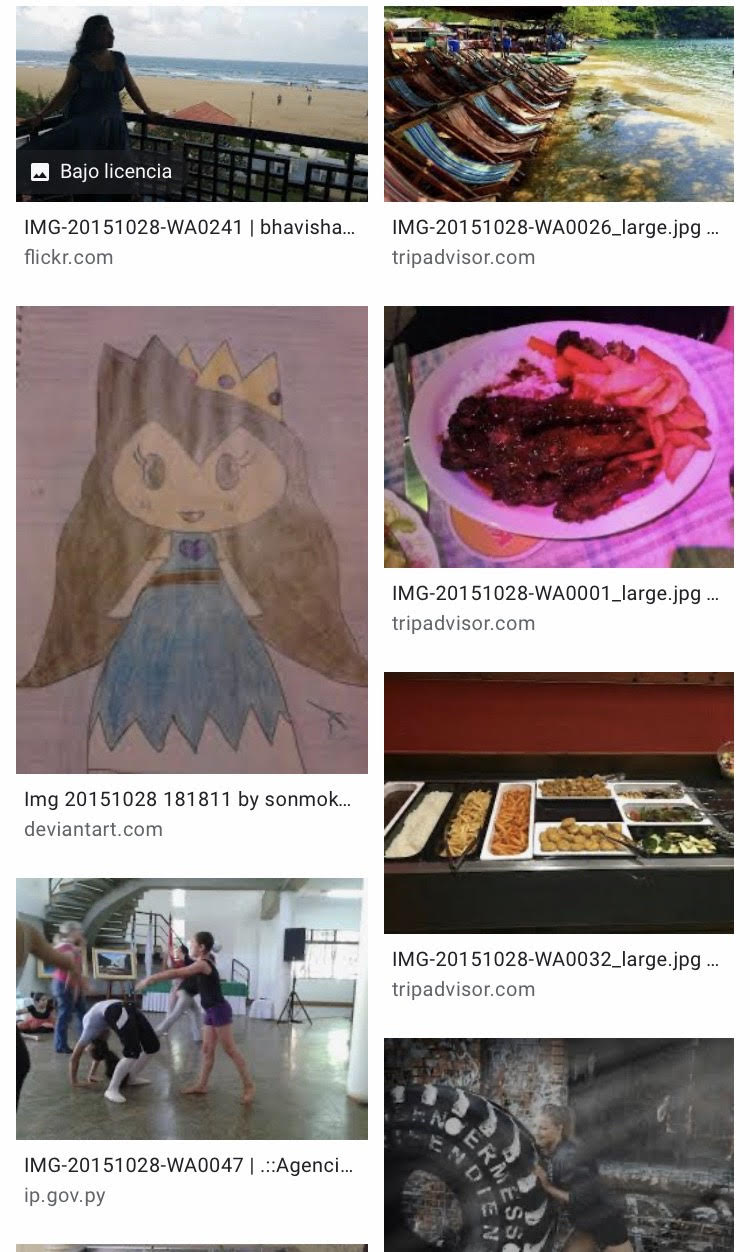 Bajo licencia
IMG-20151028-WA0241 | bhavisha…
flickr.com
IMG-20151028-WA0026_large.jpg …
tripadvisor.com
Img 20151028 181811 by sonmok…
deviantart.com
IMG-20151028-WA0001_large.jpg …
tripadvisor.com
IMG-20151028-WA0032_large.jpg …
tripadvisor.com
IMG-20151028-WA0047 | .::Agenci…
ip.gov.py